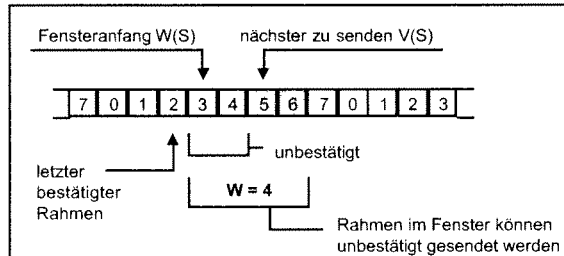 Fensteranfang W(S)
nächster zu senden V(S)
7 0 1 2 3 4 5 6 7 0 1 2 3
unbestätigt
letzter
bestätigter
Rahmen
W = 4
Rahmen im Fenster können
unbestätigt gesendet werden